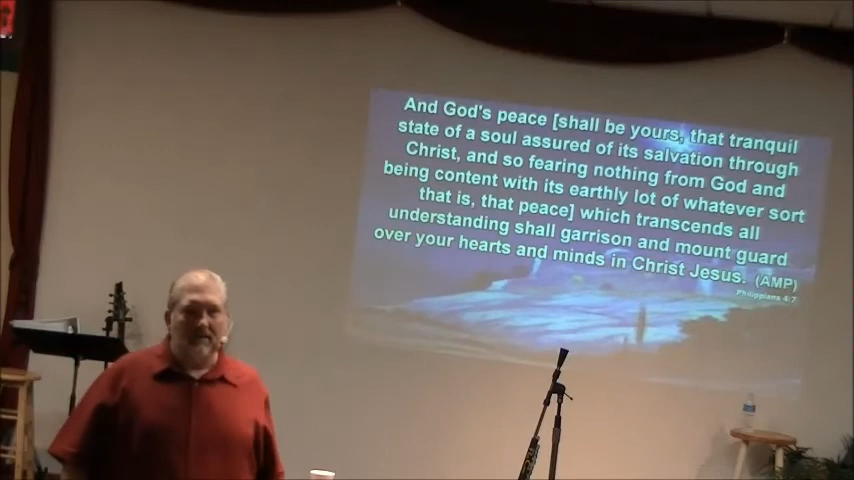 And God's peace [shall be yours, that tranquil
state of a soul assured of its salvation through
Christ, and so fearing nothing from God and
being content with its earthly lot of whatever sort
that is, that peace] which transcends all
understanding shall garrison and mount guard
over your hearts and minds in Christ Jesus. (AMP)
Philippians 4:7